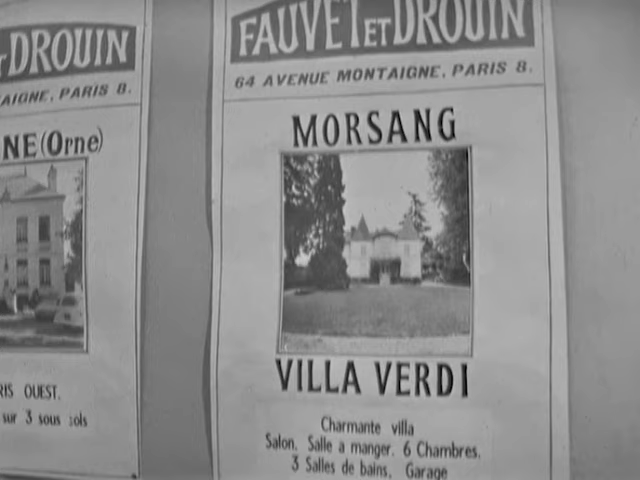 DROUIN
AIGNE, PARIS 8.
NE (Orne)
RIS OUEST.
sur 3 sous sols
FAUVET ET DROUIN
64 AVENUE MONTAIGNE, PARIS 8.
MORSANG
VILLA VERDI
Charmante villa
Salon. Salle a manger. 6 Chambres.
3 Salles de bains. Garage